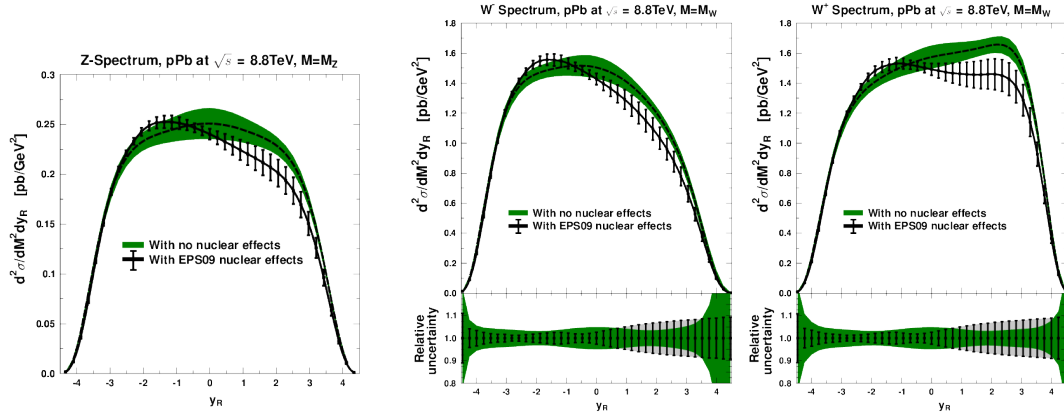 Z-Spectrum, pPb at √s = 8.8TeV, M=M_Z
d²σ/dM²dy_R [pb/GeV²]
0.3
0.25
0.2
0.15
0.1
0.05
0.0
With no nuclear effects
With EPS09 nuclear effects
-4 -3 -2 -1 0 1 2 3 4
y_R
W⁻ Spectrum, pPb at √s = 8.8TeV, M=M_W
d²σ/dM²dy_R [pb/GeV²]
1.8
1.6
1.4
1.2
1.0
0.8
0.6
0.4
0.2
0.0
With no nuclear effects
With EPS09 nuclear effects
Relative
uncertainty
1.1
1.0
0.9
0.8
-4 -3 -2 -1 0 1 2 3 4
y_R
W⁺ Spectrum, pPb at √s = 8.8TeV, M=M_W
d²σ/dM²dy_R [pb/GeV²]
1.8
1.6
1.4
1.2
1.0
0.8
0.6
0.4
0.2
0.0
With no nuclear effects
With EPS09 nuclear effects
Relative
uncertainty
1.1
1.0
0.9
0.8
-4 -3 -2 -1 0 1 2 3 4
y_R